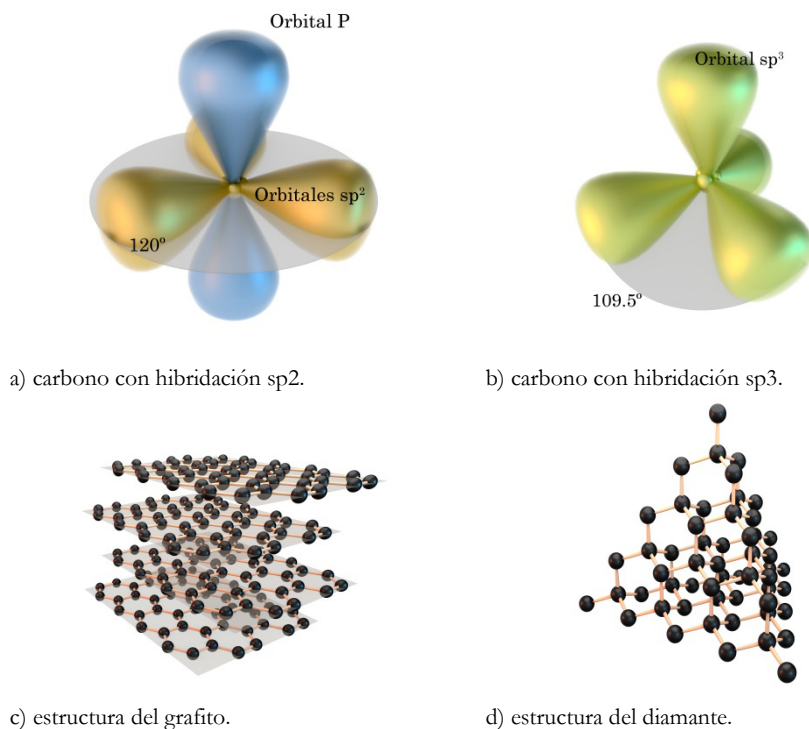 Orbital P
Orbitales sp²
120º
Orbital sp³
109.5º
a) carbono con hibridación sp2.
b) carbono con hibridación sp3.
c) estructura del grafito.
d) estructura del diamante.